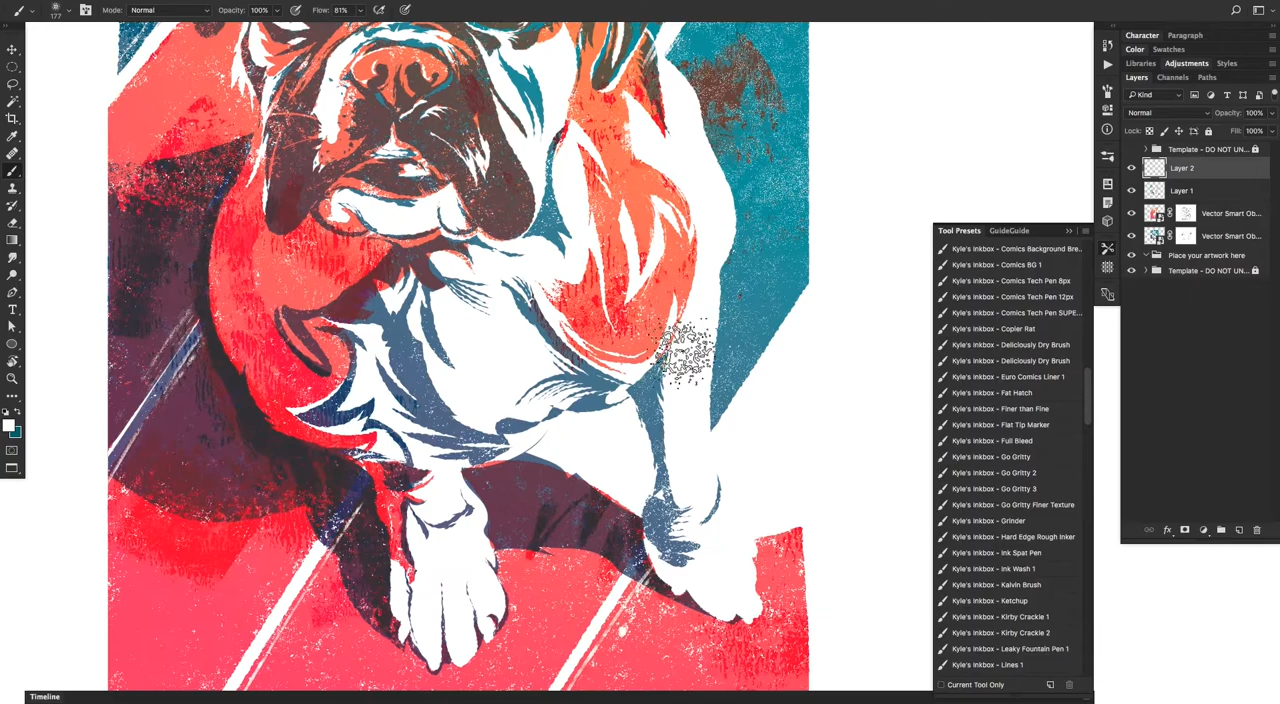 177
Mode: Normal
Opacity: 100%
Flow: 81%
Character Paragraph
Color Swatches
Libraries Adjustments Styles
Layers Channels Paths
Kind
Normal Opacity: 100%
Lock: Fill: 100%
Template - DO NOT UN...
Layer 2
Layer 1
Vector Smart Ob...
Vector Smart Ob...
Place your artwork here
Template - DO NOT UN...
Tool Presets GuideGuide
Kyle's Inkbox - Comics Background Bre...
Kyle's Inkbox - Comics BG 1
Kyle's Inkbox - Comics Tech Pen 8px
Kyle's Inkbox - Comics Tech Pen 12px
Kyle's Inkbox - Comics Tech Pen SUPE...
Kyle's Inkbox - Copier Rat
Kyle's Inkbox - Deliciously Dry Brush
Kyle's Inkbox - Deliciously Dry Brush
Kyle's Inkbox - Euro Comics Liner 1
Kyle's Inkbox - Fat Hatch
Kyle's Inkbox - Finer than Fine
Kyle's Inkbox - Flat Tip Marker
Kyle's Inkbox - Full Bleed
Kyle's Inkbox - Go Gritty
Kyle's Inkbox - Go Gritty 2
Kyle's Inkbox - Go Gritty 3
Kyle's Inkbox - Go Gritty Finer Texture
Kyle's Inkbox - Grinder
Kyle's Inkbox - Hard Edge Rough Inker
Kyle's Inkbox - Ink Spat Pen
Kyle's Inkbox - Ink Wash 1
Kyle's Inkbox - Kalvin Brush
Kyle's Inkbox - Ketchup
Kyle's Inkbox - Kirby Crackle 1
Kyle's Inkbox - Kirby Crackle 2
Kyle's Inkbox - Leaky Fountain Pen 1
Kyle's Inkbox - Lines 1
Current Tool Only
Timeline